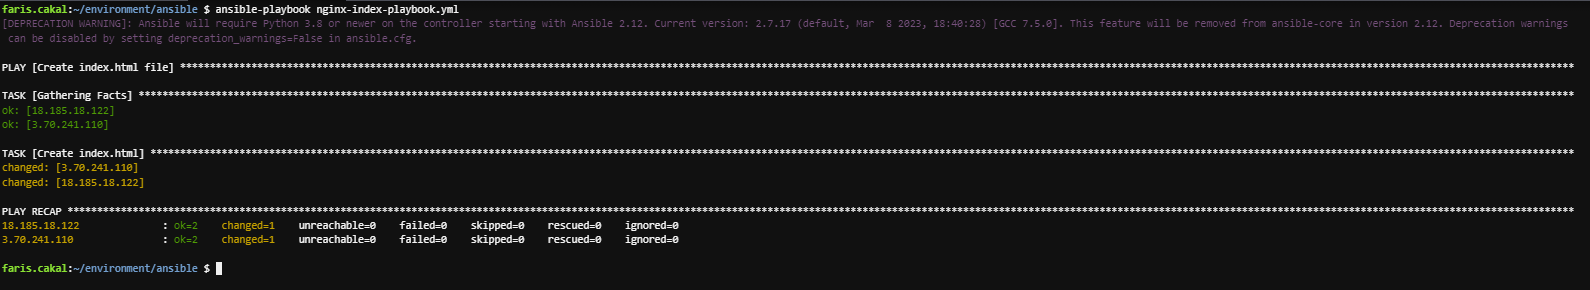 faris.cakal:~/environment/ansible $ ansible-playbook nginx-index-playbook.yml
[DEPRECATION WARNING]: Ansible will require Python 3.8 or newer on the controller starting with Ansible 2.12. Current version: 2.7.17 (default, Mar  8 2023, 18:40:28) [GCC 7.5.0]. This feature will be removed from ansible-core in version 2.12. Deprecation warnings
 can be disabled by setting deprecation_warnings=False in ansible.cfg.
PLAY [Create index.html file] ******************************************************************************************************************************************************************************************************************************************
TASK [Gathering Facts] *************************************************************************************************************************************************************************************************************************************************
ok: [18.185.18.122]
ok: [3.70.241.110]
TASK [Create index.html] ***********************************************************************************************************************************************************************************************************************************************
changed: [3.70.241.110]
changed: [18.185.18.122]
PLAY RECAP *************************************************************************************************************************************************************************************************************************************************************
18.185.18.122              : ok=2    changed=1    unreachable=0    failed=0    skipped=0    rescued=0    ignored=0
3.70.241.110               : ok=2    changed=1    unreachable=0    failed=0    skipped=0    rescued=0    ignored=0
faris.cakal:~/environment/ansible $